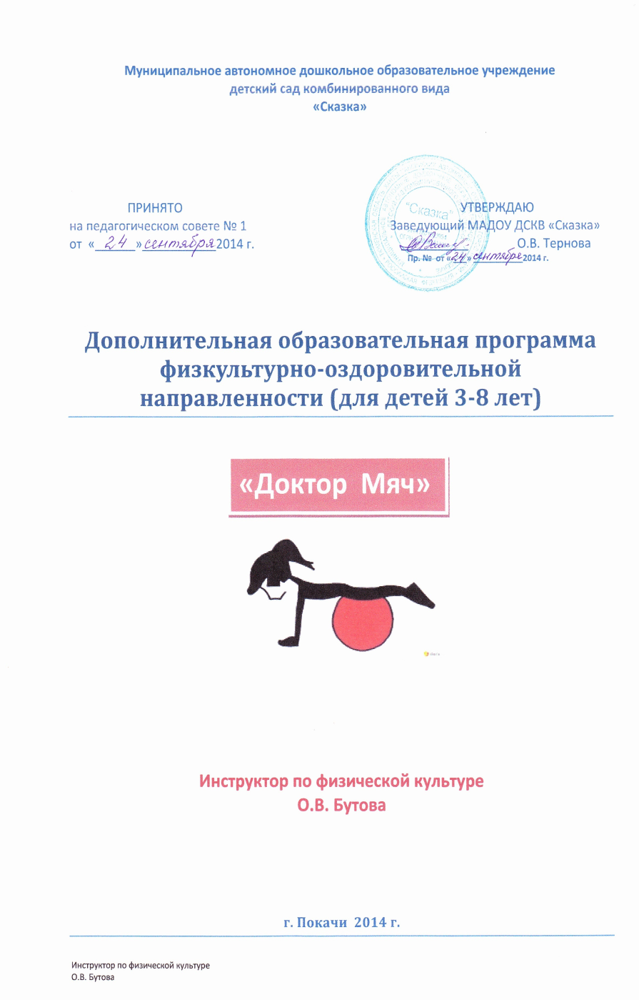 Муниципальное автономное дошкольное образовательное учреждение
детский сад комбинированного вида
«Сказка»
ПРИНЯТО
на педагогическом совете № 1
от «24» сентября 2014 г.
"Сказка"
УТВЕРЖДАЮ
Заведующий МАДОУ ДСКВ «Сказка»
О.В. Тернова
Пр. № от «24» сентября 2014 г.
Дополнительная образовательная программа
физкультурно-оздоровительной
направленности (для детей 3-8 лет)
«Доктор Мяч»
Инструктор по физической культуре
О.В. Бутова
г. Покачи 2014 г.
Инструктор по физической культуре
О.В. Бутова